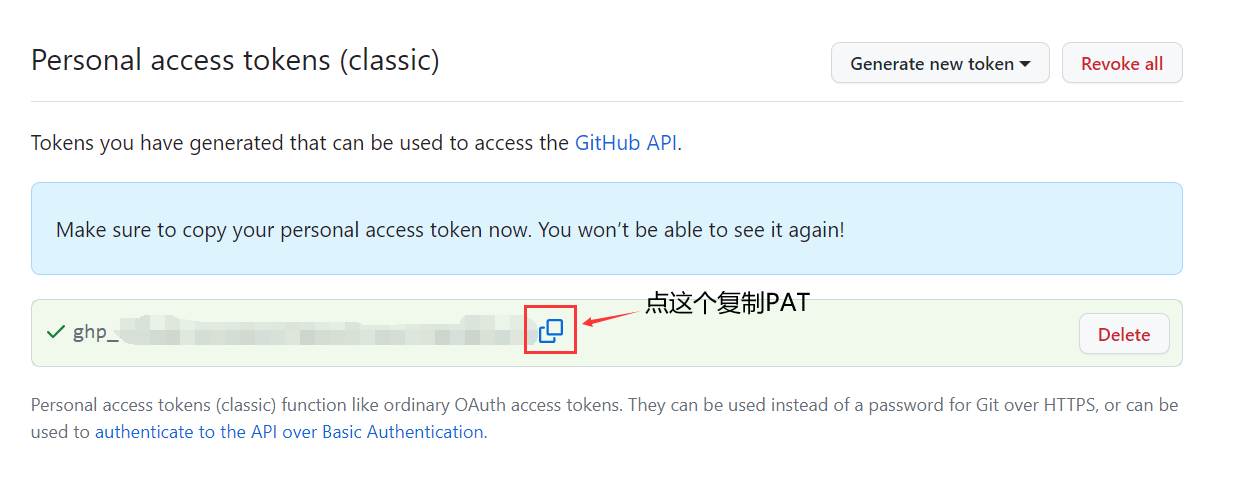 Personal access tokens (classic)
Generate new token
Revoke all
Tokens you have generated that can be used to access the GitHub API.
Make sure to copy your personal access token now. You won't be able to see it again!
点这个复制PAT
ghp_
Delete
Personal access tokens (classic) function like ordinary OAuth access tokens. They can be used instead of a password for Git over HTTPS, or can be
used to authenticate to the API over Basic Authentication.